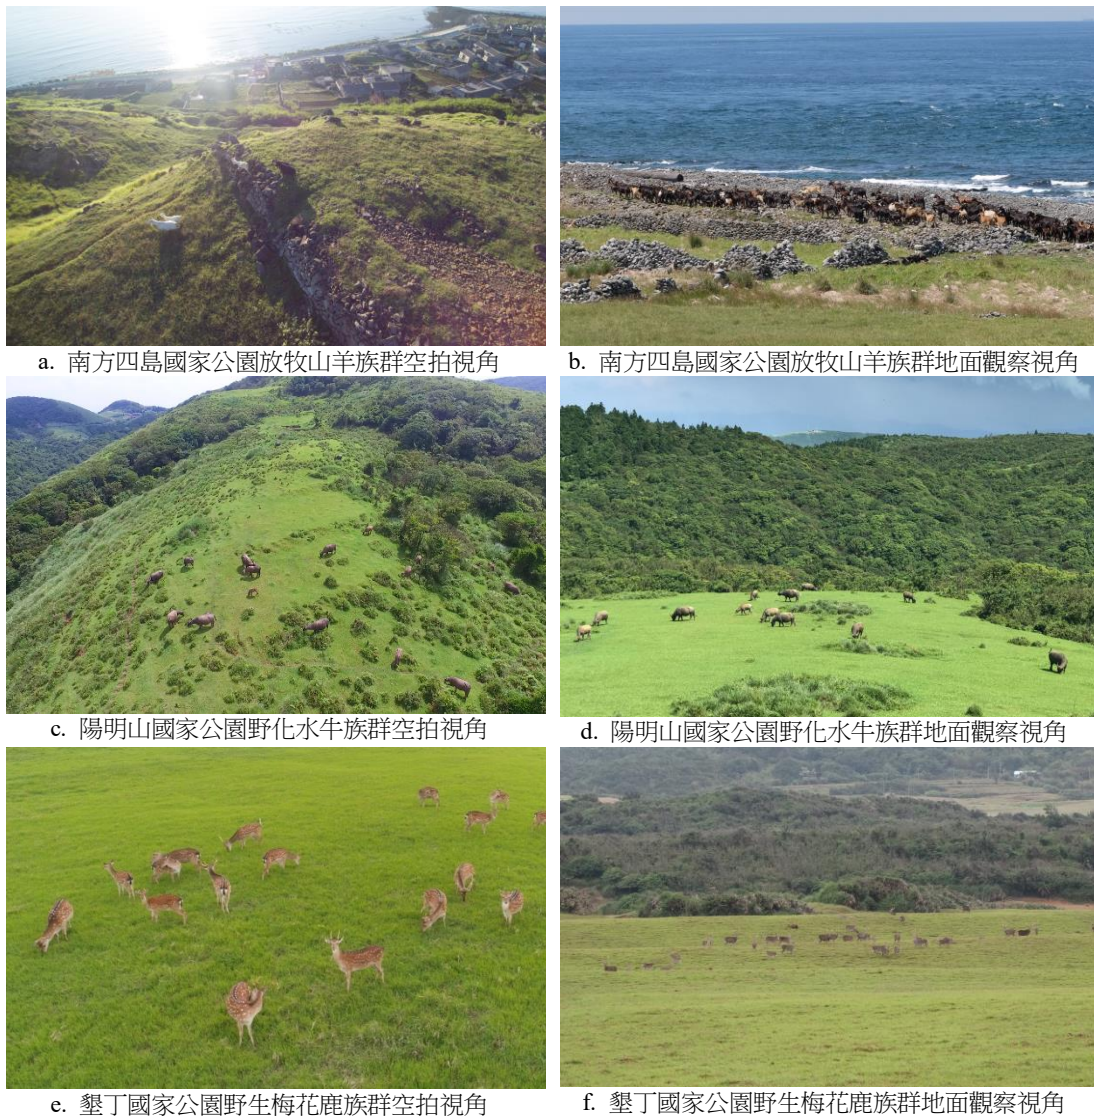 a. 南方四島國家公園放牧山羊族群空拍視角
b. 南方四島國家公園放牧山羊族群地面觀察視角
c. 陽明山國家公園野化水牛族群空拍視角
d. 陽明山國家公園野化水牛族群地面觀察視角
e. 墾丁國家公園野生梅花鹿族群空拍視角
f. 墾丁國家公園野生梅花鹿族群地面觀察視角